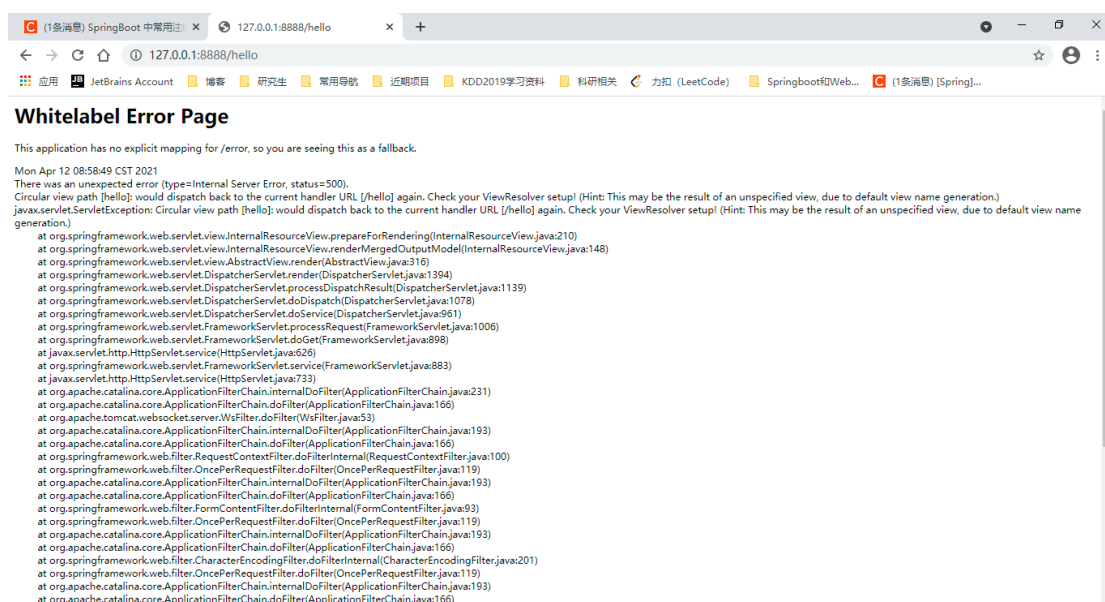 (1条消息) SpringBoot 中常用注
127.0.0.1:8888/hello
127.0.0.1:8888/hello
应用 JetBrains Account 博客 研究生 常用导航 近期项目 KDD2019学习资料 科研相关 力扣 (LeetCode) Springboot和Web... (1条消息) [Spring]...
Whitelabel Error Page
This application has no explicit mapping for /error, so you are seeing this as a fallback.
Mon Apr 12 08:58:49 CST 2021
There was an unexpected error (type=Internal Server Error, status=500).
Circular view path [hello]: would dispatch back to the current handler URL [/hello] again. Check your ViewResolver setup! (Hint: This may be the result of an unspecified view, due to default view name generation.)
javax.servlet.ServletException: Circular view path [hello]: would dispatch back to the current handler URL [/hello] again. Check your ViewResolver setup! (Hint: This may be the result of an unspecified view, due to default view name
generation.)
at org.springframework.web.servlet.view.InternalResourceView.prepareForRendering(InternalResourceView.java:210)
at org.springframework.web.servlet.view.InternalResourceView.renderMergedOutputModel(InternalResourceView.java:148)
at org.springframework.web.servlet.view.AbstractView.render(AbstractView.java:316)
at org.springframework.web.servlet.DispatcherServlet.render(DispatcherServlet.java:1394)
at org.springframework.web.servlet.DispatcherServlet.processDispatchResult(DispatcherServlet.java:1139)
at org.springframework.web.servlet.DispatcherServlet.doDispatch(DispatcherServlet.java:1078)
at org.springframework.web.servlet.DispatcherServlet.doService(DispatcherServlet.java:961)
at org.springframework.web.servlet.FrameworkServlet.processRequest(FrameworkServlet.java:1006)
at org.springframework.web.servlet.FrameworkServlet.doGet(FrameworkServlet.java:898)
at javax.servlet.http.HttpServlet.service(HttpServlet.java:626)
at org.springframework.web.servlet.FrameworkServlet.service(FrameworkServlet.java:883)
at javax.servlet.http.HttpServlet.service(HttpServlet.java:733)
at org.apache.catalina.core.ApplicationFilterChain.internalDoFilter(ApplicationFilterChain.java:231)
at org.apache.catalina.core.ApplicationFilterChain.doFilter(ApplicationFilterChain.java:166)
at org.apache.tomcat.websocket.server.WsFilter.doFilter(WsFilter.java:53)
at org.apache.catalina.core.ApplicationFilterChain.internalDoFilter(ApplicationFilterChain.java:193)
at org.apache.catalina.core.ApplicationFilterChain.doFilter(ApplicationFilterChain.java:166)
at org.springframework.web.filter.RequestContextFilter.doFilterInternal(RequestContextFilter.java:100)
at org.springframework.web.filter.OncePerRequestFilter.doFilter(OncePerRequestFilter.java:119)
at org.apache.catalina.core.ApplicationFilterChain.internalDoFilter(ApplicationFilterChain.java:193)
at org.apache.catalina.core.ApplicationFilterChain.doFilter(ApplicationFilterChain.java:166)
at org.springframework.web.filter.FormContentFilter.doFilterInternal(FormContentFilter.java:93)
at org.springframework.web.filter.OncePerRequestFilter.doFilter(OncePerRequestFilter.java:119)
at org.apache.catalina.core.ApplicationFilterChain.internalDoFilter(ApplicationFilterChain.java:193)
at org.apache.catalina.core.ApplicationFilterChain.doFilter(ApplicationFilterChain.java:166)
at org.springframework.web.filter.CharacterEncodingFilter.doFilterInternal(CharacterEncodingFilter.java:201)
at org.springframework.web.filter.OncePerRequestFilter.doFilter(OncePerRequestFilter.java:119)
at org.apache.catalina.core.ApplicationFilterChain.internalDoFilter(ApplicationFilterChain.java:193)
at org.apache.catalina.core.ApplicationFilterChain.doFilter(ApplicationFilterChain.java:166)